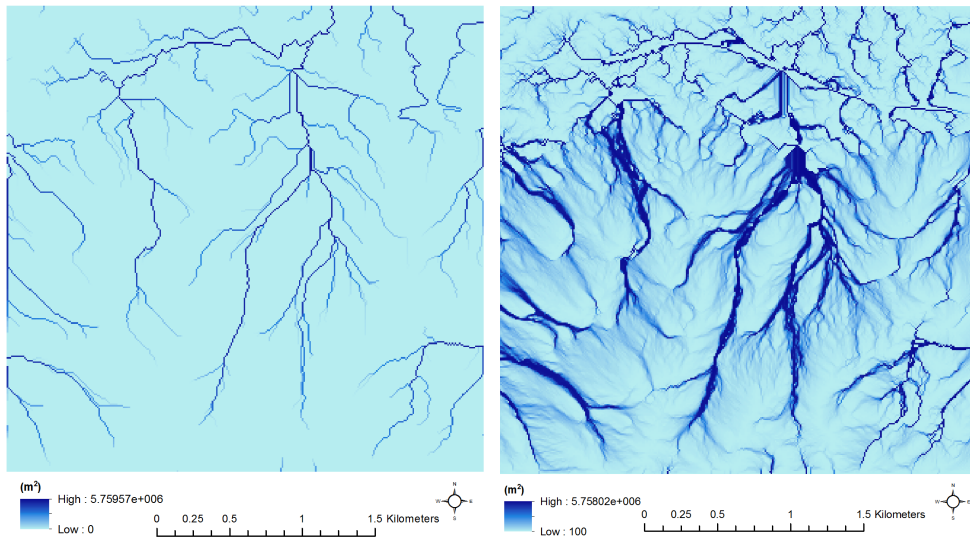 (m²)
High : 5.75957e+006
Low : 0
N
W E
S
0 0.25 0.5 1 1.5 Kilometers
(m²)
High : 5.75802e+006
Low : 100
N
W E
S
0 0.25 0.5 1 1.5 Kilometers